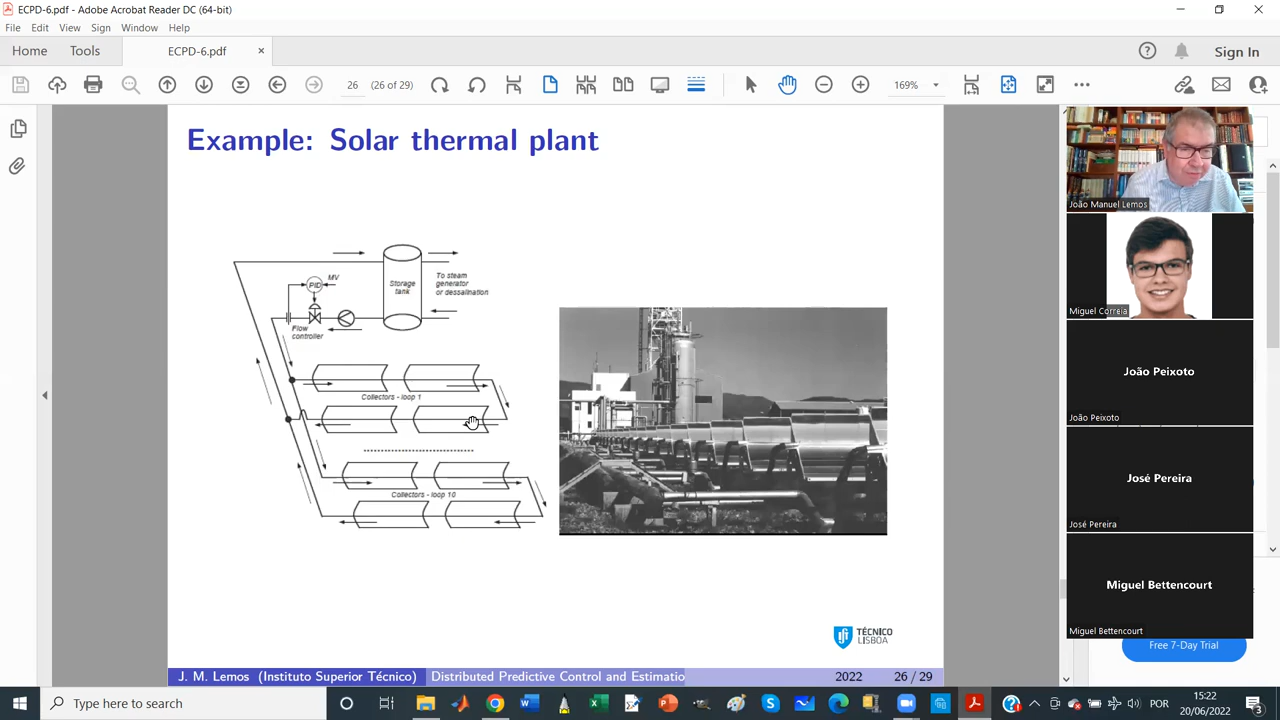 ECPD-6.pdf - Adobe Acrobat Reader DC (64-bit)
File Edit View Sign Window Help
Home Tools ECPD-6.pdf × Sign In
26 (26 of 29) 169%
Example: Solar thermal plant
MV
PID
Flow
controller
Storage
tank
To steam
generator
or dessalination
Collectors - loop 1
Collectors - loop 10
TÉCNICO
LISBOA
J. M. Lemos (Instituto Superior Técnico) Distributed Predictive Control and Estimatio 2022 26 / 29
João Manuel Lemos
Miguel Correia
João Peixoto
João Peixoto
José Pereira
José Pereira
Miguel Bettencourt
Miguel Bettencourt
Free 7-Day Trial
Type here to search
POR
15:22
20/06/2022
3